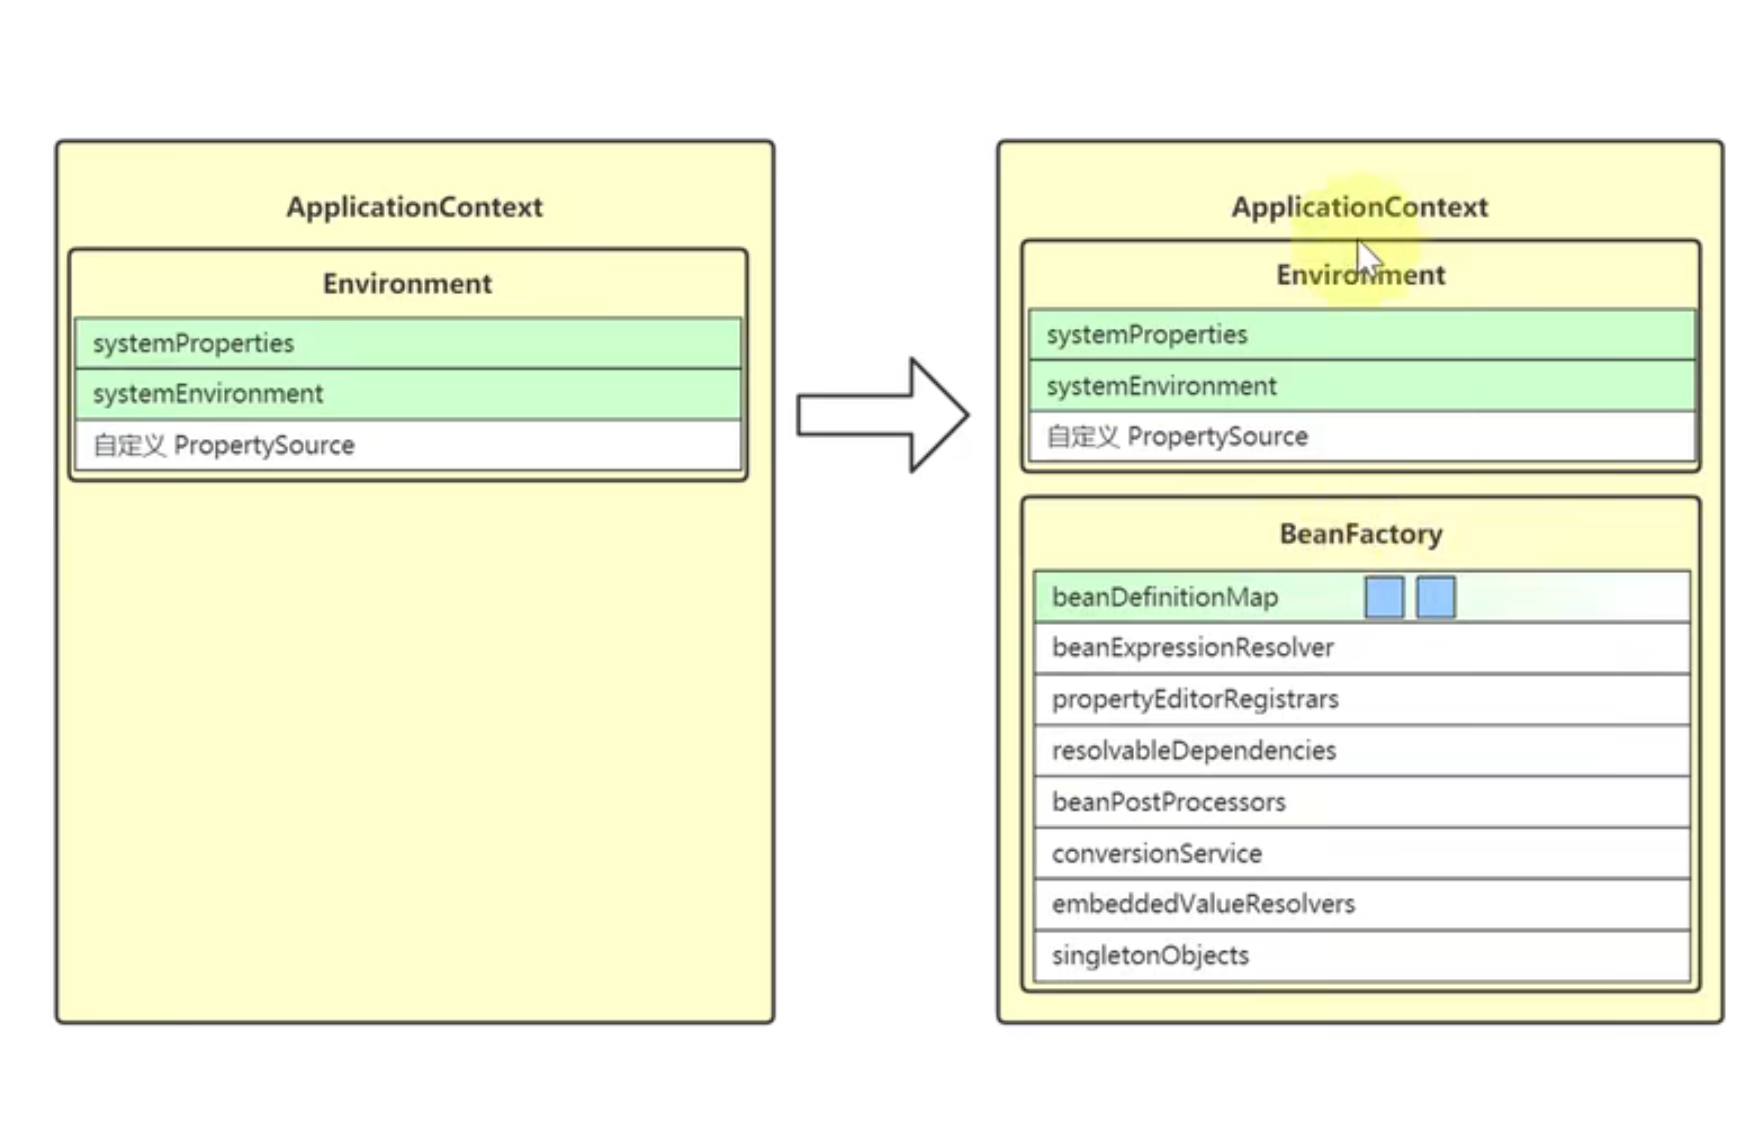 ApplicationContext
Environment
systemProperties
systemEnvironment
自定义 PropertySource
ApplicationContext
Environment
systemProperties
systemEnvironment
自定义 PropertySource
BeanFactory
beanDefinitionMap
beanExpressionResolver
propertyEditorRegistrars
resolvableDependencies
beanPostProcessors
conversionService
embeddedValueResolvers
singletonObjects